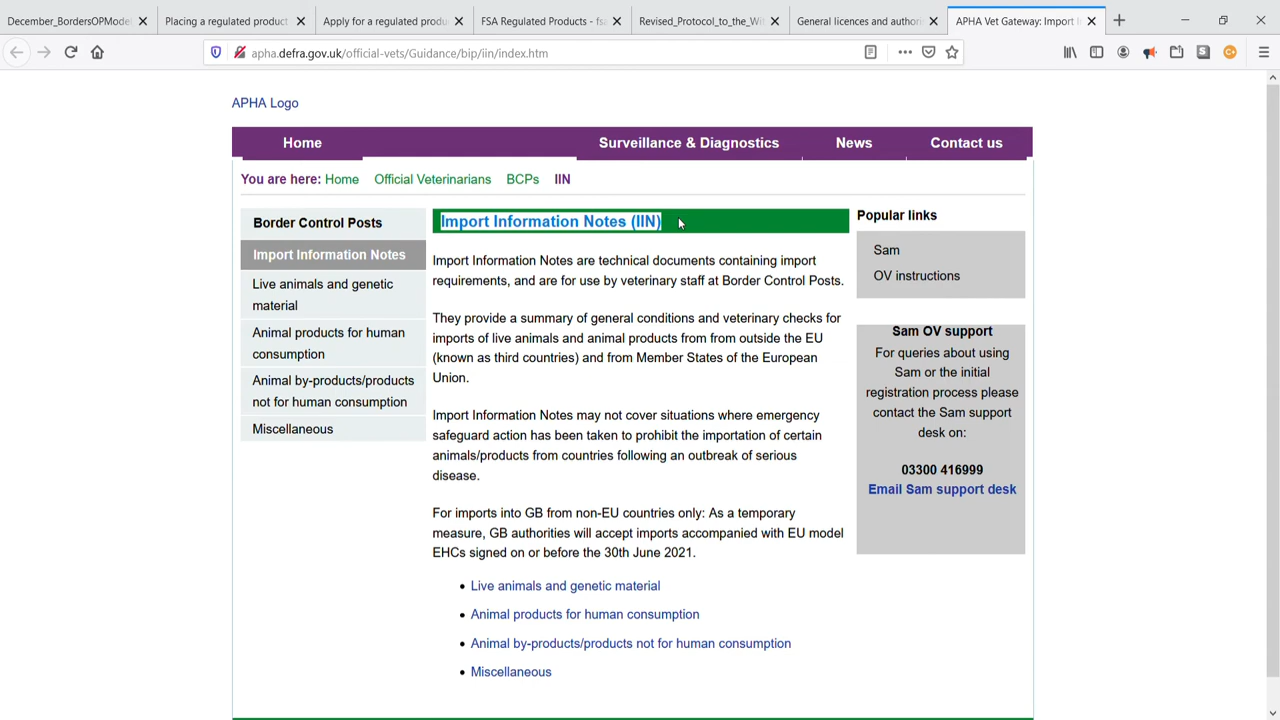 December_BordersOPModel
Placing a regulated product
Apply for a regulated produ
FSA Regulated Products - fsa
Revised_Protocol_to_the_Wi
General licences and authoris
APHA Vet Gateway: Import I
apha.defra.gov.uk/official-vets/Guidance/bip/iin/index.htm
APHA Logo
Home
Surveillance & Diagnostics
News
Contact us
You are here: Home Official Veterinarians BCPs IIN
Border Control Posts
Import Information Notes
Live animals and genetic
material
Animal products for human
consumption
Animal by-products/products
not for human consumption
Miscellaneous
Import Information Notes (IIN)
Import Information Notes are technical documents containing import
requirements, and are for use by veterinary staff at Border Control Posts.
They provide a summary of general conditions and veterinary checks for
imports of live animals and animal products from from outside the EU
(known as third countries) and from Member States of the European
Union.
Import Information Notes may not cover situations where emergency
safeguard action has been taken to prohibit the importation of certain
animals/products from countries following an outbreak of serious
disease.
For imports into GB from non-EU countries only: As a temporary
measure, GB authorities will accept imports accompanied with EU model
EHCs signed on or before the 30th June 2021.
• Live animals and genetic material
• Animal products for human consumption
• Animal by-products/products not for human consumption
• Miscellaneous
Popular links
Sam
OV instructions
Sam OV support
For queries about using
Sam or the initial
registration process please
contact the Sam support
desk on:
03300 416999
Email Sam support desk